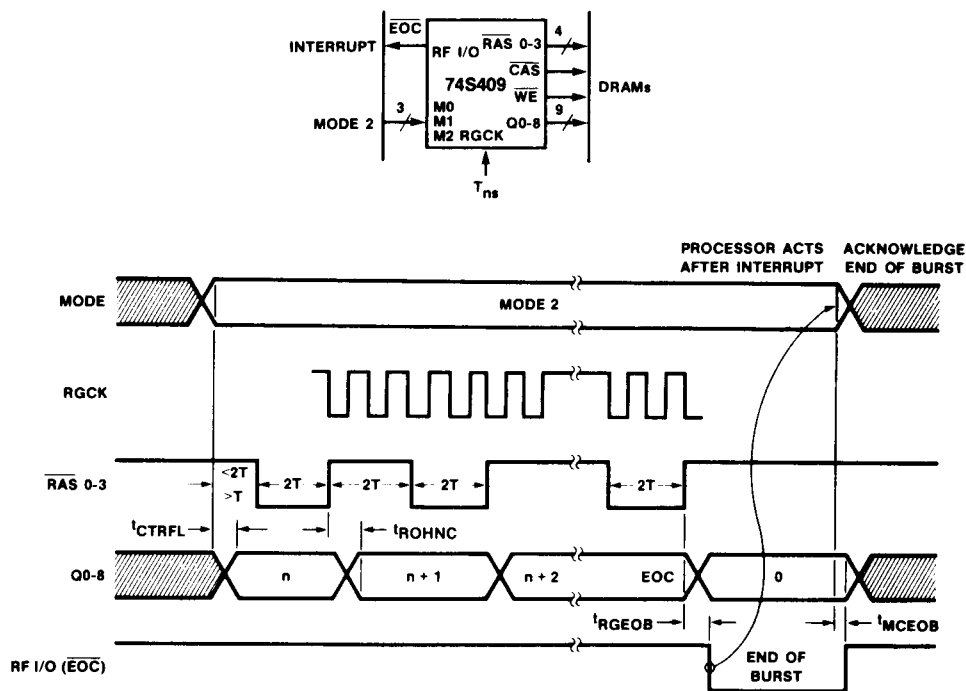 INTERRUPT
EOC
RF I/O
RAS 0-3
4
74S409
CAS
WE
DRAMs
MODE 2
3
M0
M1
M2 RGCK
Q0-8
9
Tns
PROCESSOR ACTS
AFTER INTERRUPT
ACKNOWLEDGE
END OF BURST
MODE
MODE 2
RGCK
RAS 0-3
<2T
>T
2T
2T
2T
2T
tCTRFL
tROHNC
Q0-8
n
n + 1
n + 2
EOC
0
tRGEOB
tMCEOB
RF I/O (EOC)
END OF
BURST